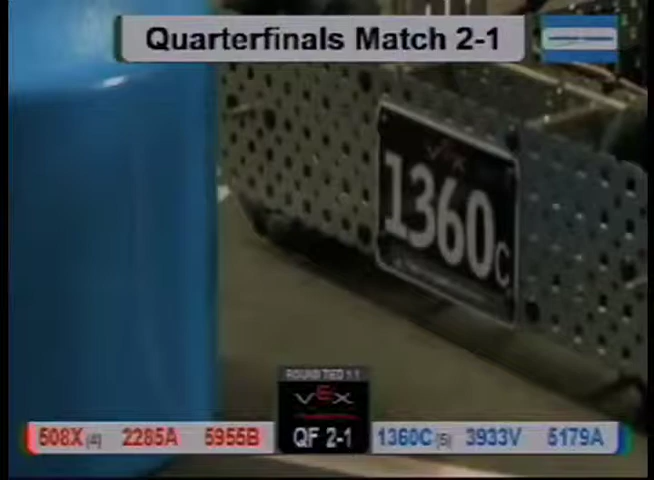 Quarterfinals Match 2-1
VEX
1360C
ROUND TIED 1-1
VEX
508X (4) 2285A 5955B QF 2-1 1360C (5) 3933V 5179A